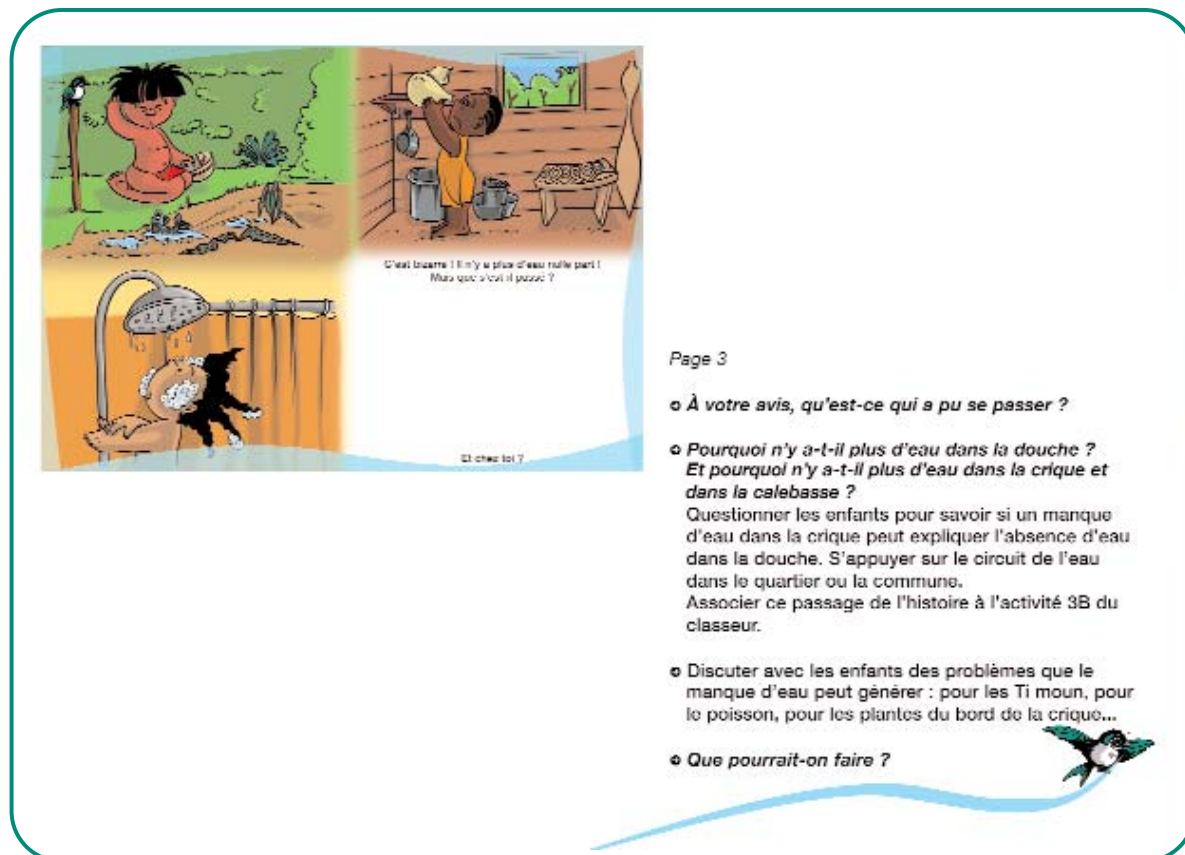 C'est bizarre ! Il n'y a plus d'eau nulle part !
Mais que s'est il passé ?
Et chez toi ?
Page 3
À votre avis, qu'est-ce qui a pu se passer ?
Pourquoi n'y a-t-il plus d'eau dans la douche ?
Et pourquoi n'y a-t-il plus d'eau dans la crique et
dans la calebasse ?
Questionner les enfants pour savoir si un manque
d'eau dans la crique peut expliquer l'absence d'eau
dans la douche. S'appuyer sur le circuit de l'eau
dans le quartier ou la commune.
Associer ce passage de l'histoire à l'activité 3B du
classeur.
Discuter avec les enfants des problèmes que le
manque d'eau peut générer : pour les Ti moun, pour
le poisson, pour les plantes du bord de la crique...
Que pourrait-on faire ?